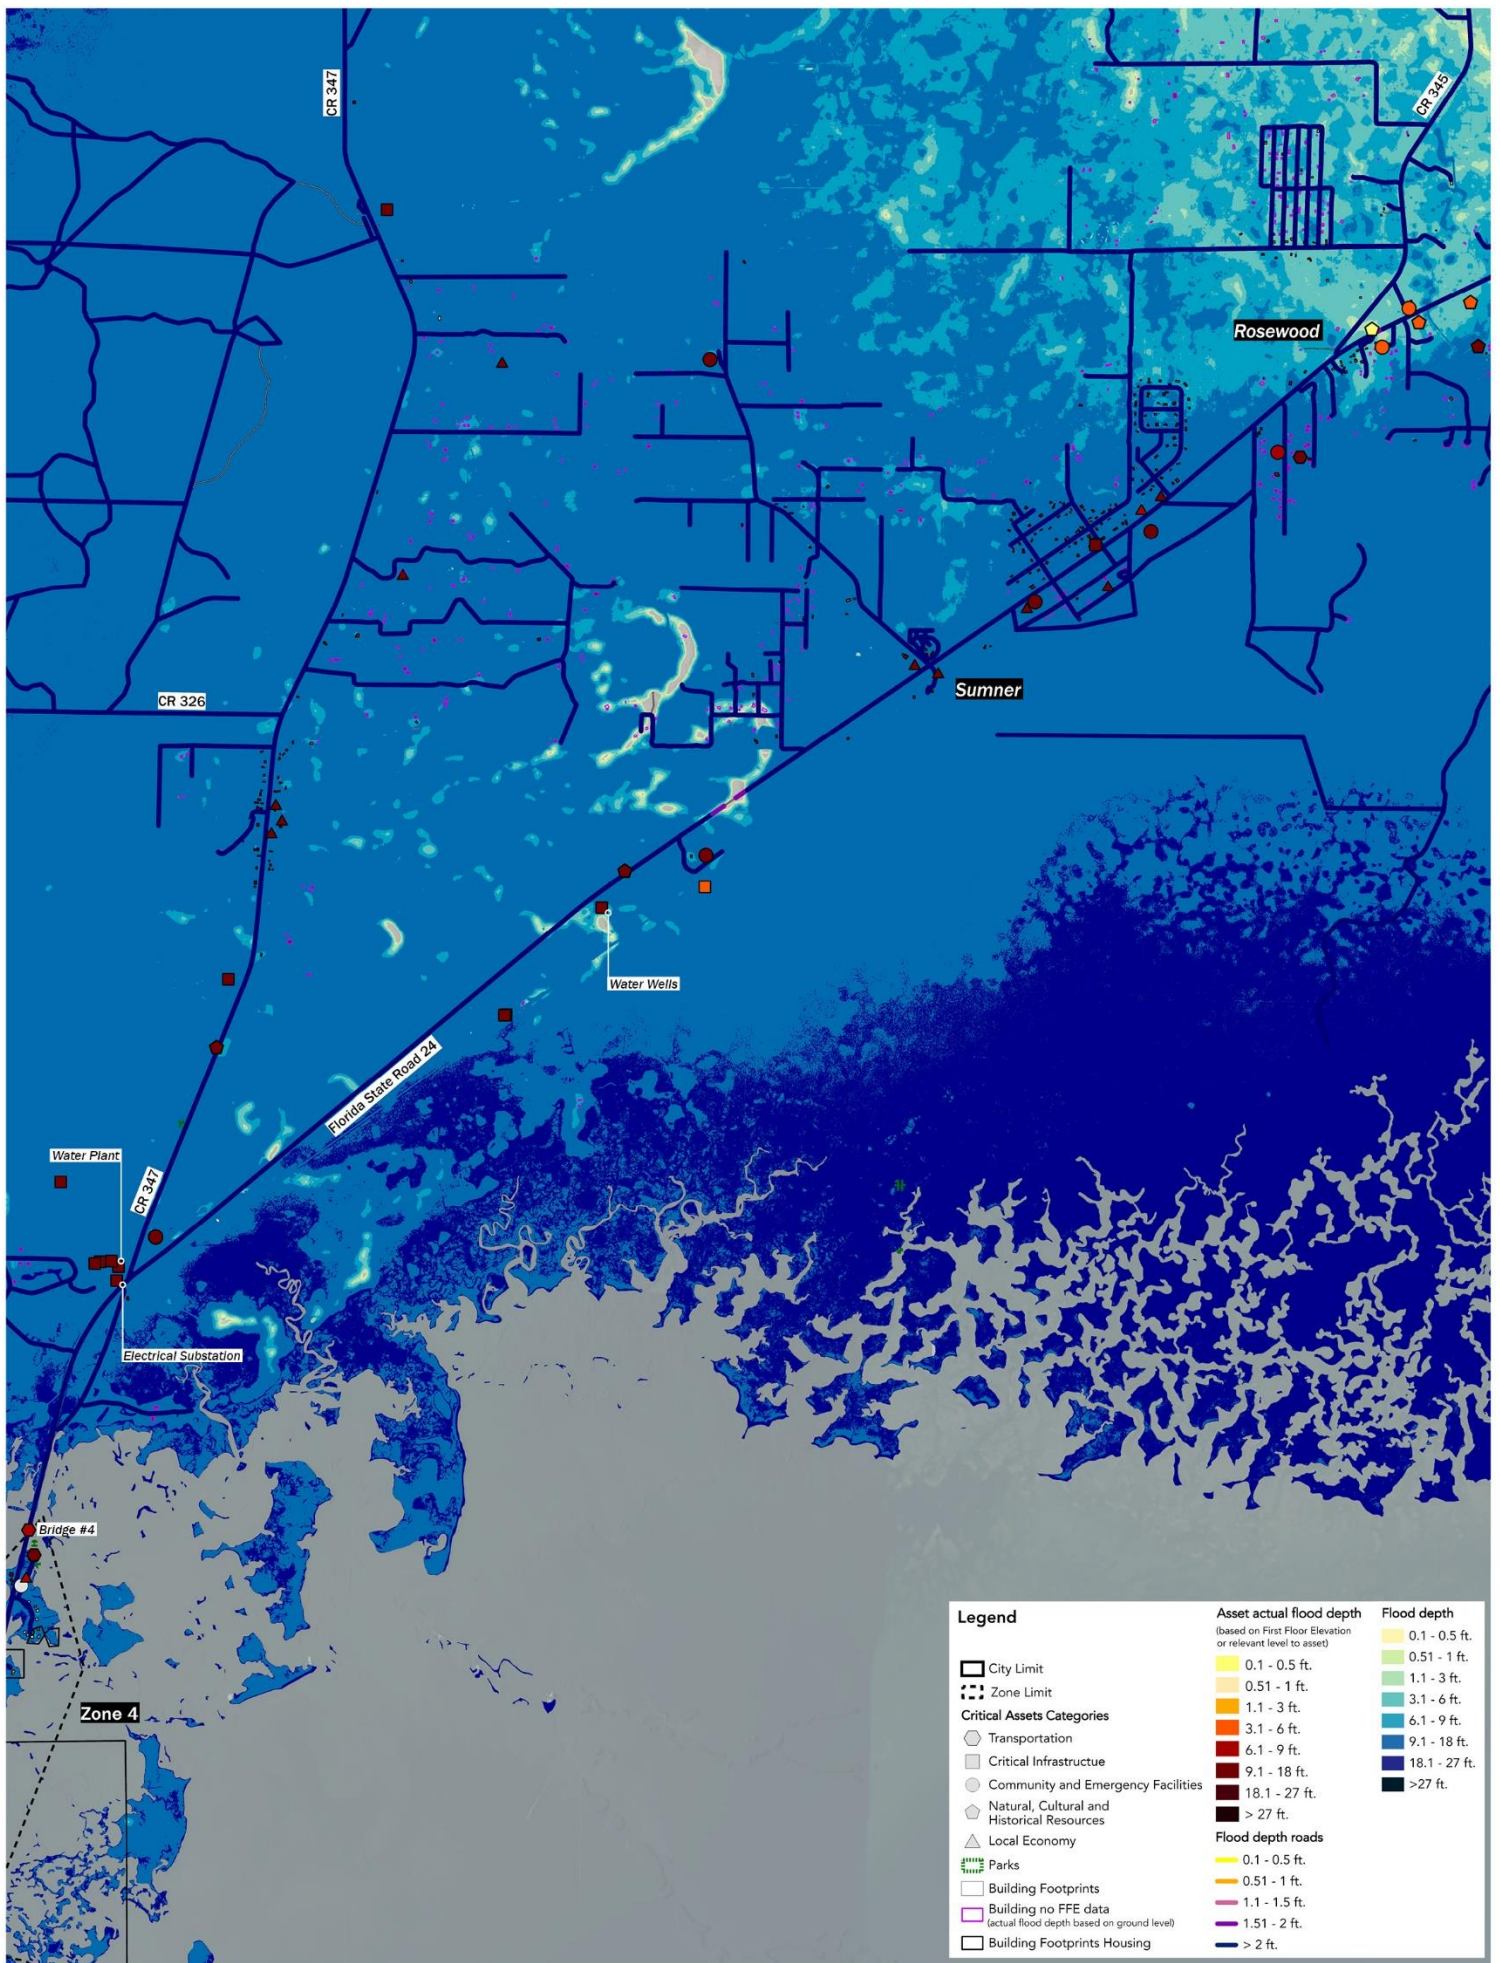 CR 347
CR 345
Rosewood
Sumner
CR 326
Water Wells
Florida State Road 24
Water Plant
CR 347
Electrical Substation
Bridge #4
Zone 4
Legend
City Limit
Zone Limit
Critical Assets Categories
Transportation
Critical Infrastructue
Community and Emergency Facilities
Natural, Cultural and
Historical Resources
Local Economy
Parks
Building Footprints
Building no FFE data
(actual flood depth based on ground level)
Building Footprints Housing
Asset actual flood depth
(based on First Floor Elevation
or relevant level to asset)
0.1 - 0.5 ft.
0.51 - 1 ft.
1.1 - 3 ft.
3.1 - 6 ft.
6.1 - 9 ft.
9.1 - 18 ft.
18.1 - 27 ft.
> 27 ft.
Flood depth roads
0.1 - 0.5 ft.
0.51 - 1 ft.
1.1 - 1.5 ft.
1.51 - 2 ft.
> 2 ft.
Flood depth
0.1 - 0.5 ft.
0.51 - 1 ft.
1.1 - 3 ft.
3.1 - 6 ft.
6.1 - 9 ft.
9.1 - 18 ft.
18.1 - 27 ft.
>27 ft.